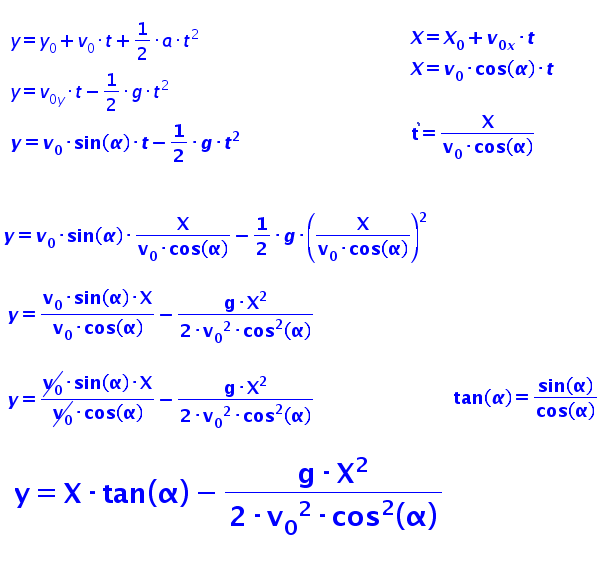 y = y₀ + v₀ · t + 1/2 · a · t²
X = X₀ + v₀ₓ · t
X = v₀ · cos(α) · t
y = v₀y · t − 1/2 · g · t²
y = v₀ · sin(α) · t − 1/2 · g · t²
t = X / (v₀ · cos(α))
y = v₀ · sin(α) · X / (v₀ · cos(α)) − 1/2 · g · (X / (v₀ · cos(α)))²
y = (v₀ · sin(α) · X) / (v₀ · cos(α)) − (g · X²) / (2 · v₀² · cos²(α))
y = (v₀ · sin(α) · X) / (v₀ · cos(α)) − (g · X²) / (2 · v₀² · cos²(α))
tan(α) = sin(α) / cos(α)
y = X · tan(α) − (g · X²) / (2 · v₀² · cos²(α))